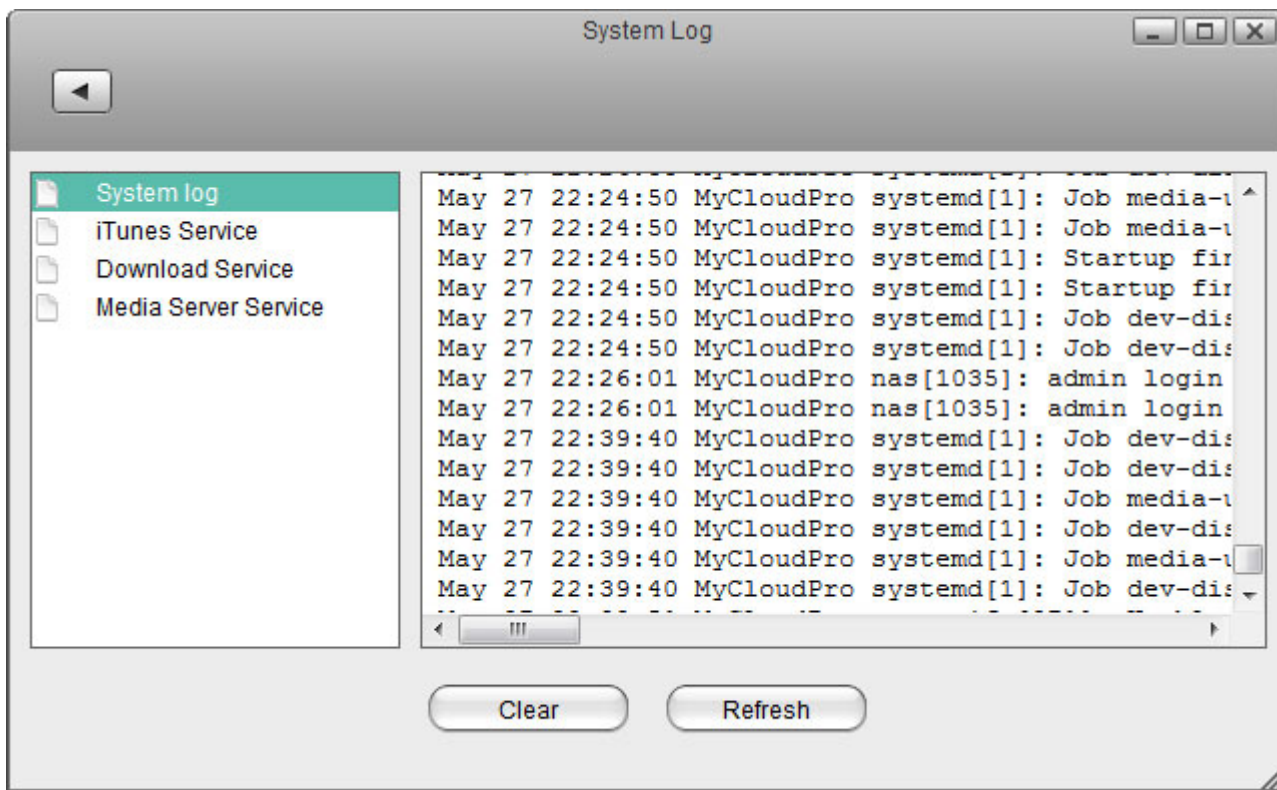 System Log
System log
iTunes Service
Download Service
Media Server Service
May 27 22:24:50 MyCloudPro systemd[1]: Job media-u
May 27 22:24:50 MyCloudPro systemd[1]: Job media-u
May 27 22:24:50 MyCloudPro systemd[1]: Startup fin
May 27 22:24:50 MyCloudPro systemd[1]: Startup fin
May 27 22:24:50 MyCloudPro systemd[1]: Job dev-dis
May 27 22:24:50 MyCloudPro systemd[1]: Job dev-dis
May 27 22:26:01 MyCloudPro nas[1035]: admin login
May 27 22:26:01 MyCloudPro nas[1035]: admin login
May 27 22:39:40 MyCloudPro systemd[1]: Job dev-dis
May 27 22:39:40 MyCloudPro systemd[1]: Job dev-dis
May 27 22:39:40 MyCloudPro systemd[1]: Job media-u
May 27 22:39:40 MyCloudPro systemd[1]: Job dev-dis
May 27 22:39:40 MyCloudPro systemd[1]: Job media-u
May 27 22:39:40 MyCloudPro systemd[1]: Job dev-dis
Clear
Refresh